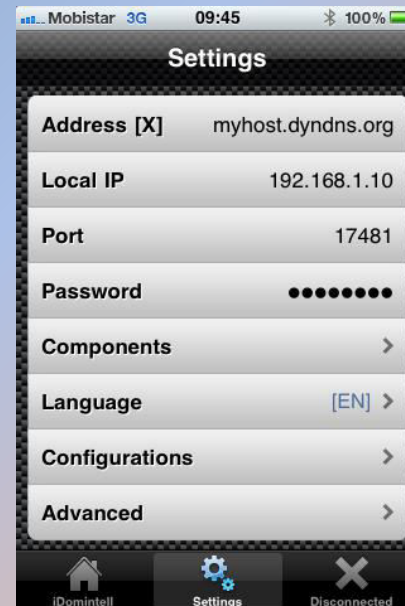 Mobistar 3G 09:45 100%
Settings
Address [X] myhost.dyndns.org
Local IP 192.168.1.10
Port 17481
Password ●●●●●●●●
Components >
Language [EN] >
Configurations >
Advanced >
iDomintell Settings Disconnected